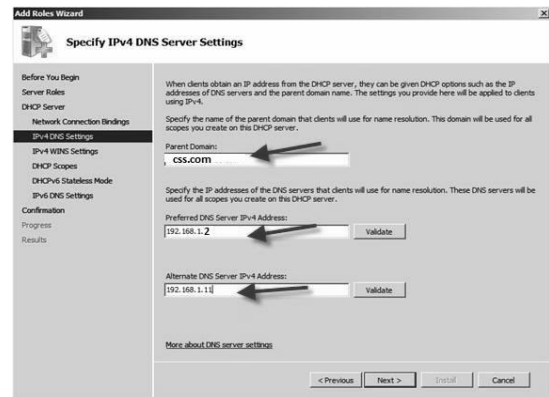 Add Roles Wizard
Specify IPv4 DNS Server Settings
Before You Begin
Server Roles
DHCP Server
Network Connection Bindings
IPv4 DNS Settings
IPv4 WINS Settings
DHCP Scopes
DHCPv6 Stateless Mode
IPv6 DNS Settings
Confirmation
Progress
Results
When clients obtain an IP address from the DHCP server, they can be given DHCP options such as the IP
addresses of DNS servers and the parent domain name. The settings you provide here will be applied to clients
using IPv4.
Specify the name of the parent domain that clients will use for name resolution. This domain will be used for all
scopes you create on this DHCP server.
Parent Domain:
css.com
Specify the IP addresses of the DNS servers that clients will use for name resolution. These DNS servers will be
used for all scopes you create on this DHCP server.
Preferred DNS Server IPv4 Address:
192.168.1.2
Validate
Alternate DNS Server IPv4 Address:
192.168.1.11
Validate
More about DNS server settings
< Previous
Next >
Install
Cancel